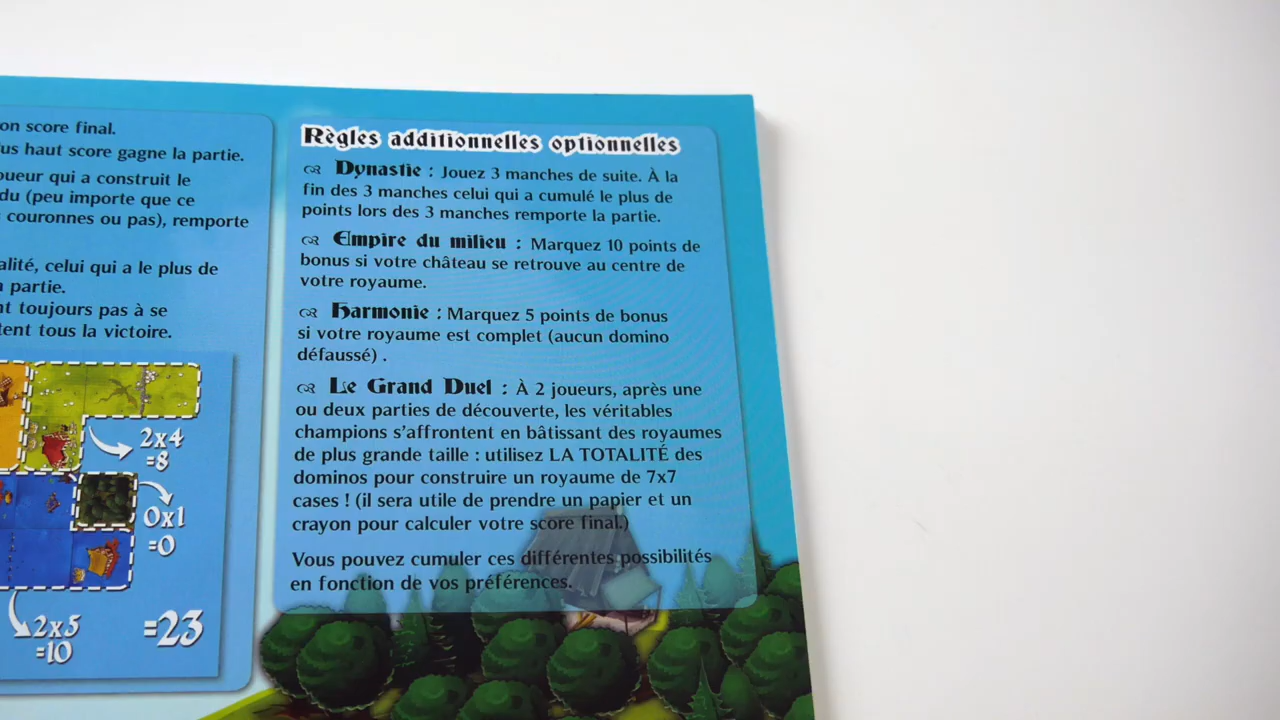 on score final.
us haut score gagne la partie.
oueur qui a construit le
du (peu importe que ce
couronnes ou pas), remporte
alité, celui qui a le plus de
partie.
nt toujours pas à se
tent tous la victoire.
2x4
=8
0x1
=0
2x5
=10
=23
Règles additionnelles optionnelles
Dynastie : Jouez 3 manches de suite. À la
fin des 3 manches celui qui a cumulé le plus de
points lors des 3 manches remporte la partie.
Empire du milieu : Marquez 10 points de
bonus si votre château se retrouve au centre de
votre royaume.
Harmonie : Marquez 5 points de bonus
si votre royaume est complet (aucun domino
défaussé) .
Le Grand Duel : À 2 joueurs, après une
ou deux parties de découverte, les véritables
champions s'affrontent en bâtissant des royaumes
de plus grande taille : utilisez LA TOTALITÉ des
dominos pour construire un royaume de 7x7
cases ! (il sera utile de prendre un papier et un
crayon pour calculer votre score final.)
Vous pouvez cumuler ces différentes possibilités
en fonction de vos préférences.